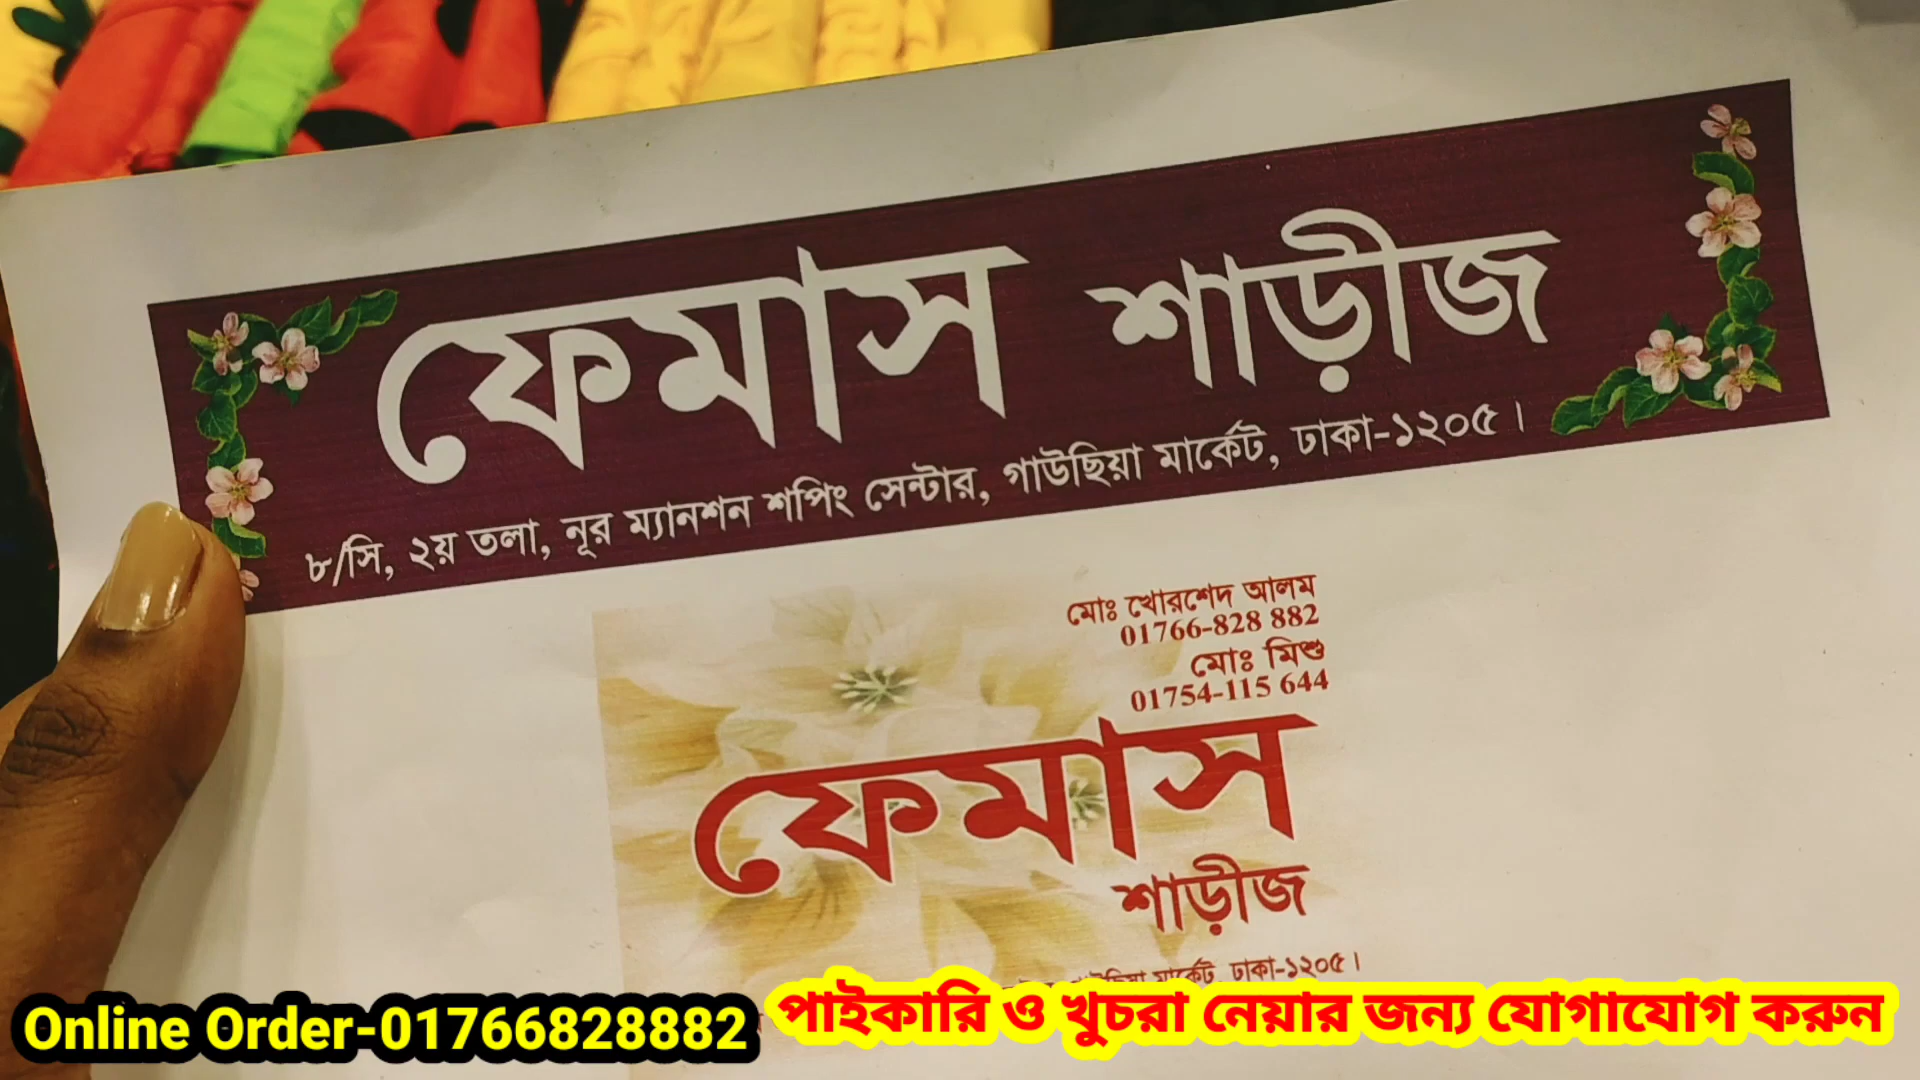 ফেমাস শাড়ীজ
৮/সি, ২য় তলা, নূর ম্যানশন শপিং সেন্টার, গাউছিয়া মার্কেট, ঢাকা-১২০৫।
মোঃ খোরশেদ আলম
01766-828 882
মোঃ মিশু
01754-115 644
ফেমাস
শাড়ীজ
মার্কেট, ঢাকা-১২০৫।
Online Order-01766828882
পাইকারি ও খুচরা নেয়ার জন্য যোগাযোগ করুন